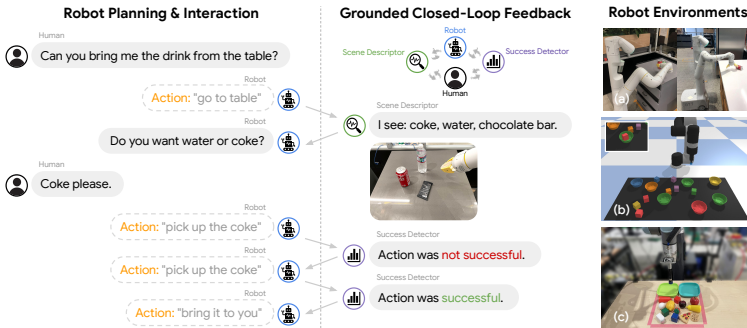 Robot Planning & Interaction
Human
Can you bring me the drink from the table?
Robot
Action: "go to table"
Robot
Do you want water or coke?
Human
Coke please.
Robot
Action: "pick up the coke"
Robot
Action: "pick up the coke"
Robot
Action: "bring it to you"
Grounded Closed-Loop Feedback
Robot
Scene Descriptor
Success Detector
Human
Scene Descriptor
I see: coke, water, chocolate bar.
Success Detector
Action was not successful.
Success Detector
Action was successful.
Robot Environments
(a)
(b)
(c)